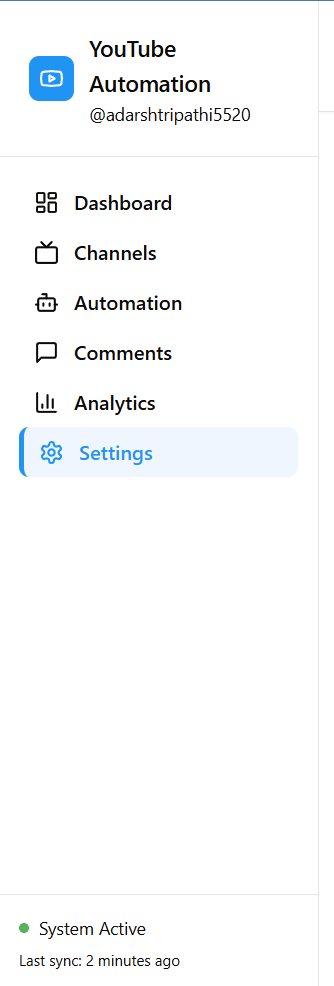 YouTube
Automation
@adarshtripathi5520
Dashboard
Channels
Automation
Comments
Analytics
Settings
System Active
Last sync: 2 minutes ago